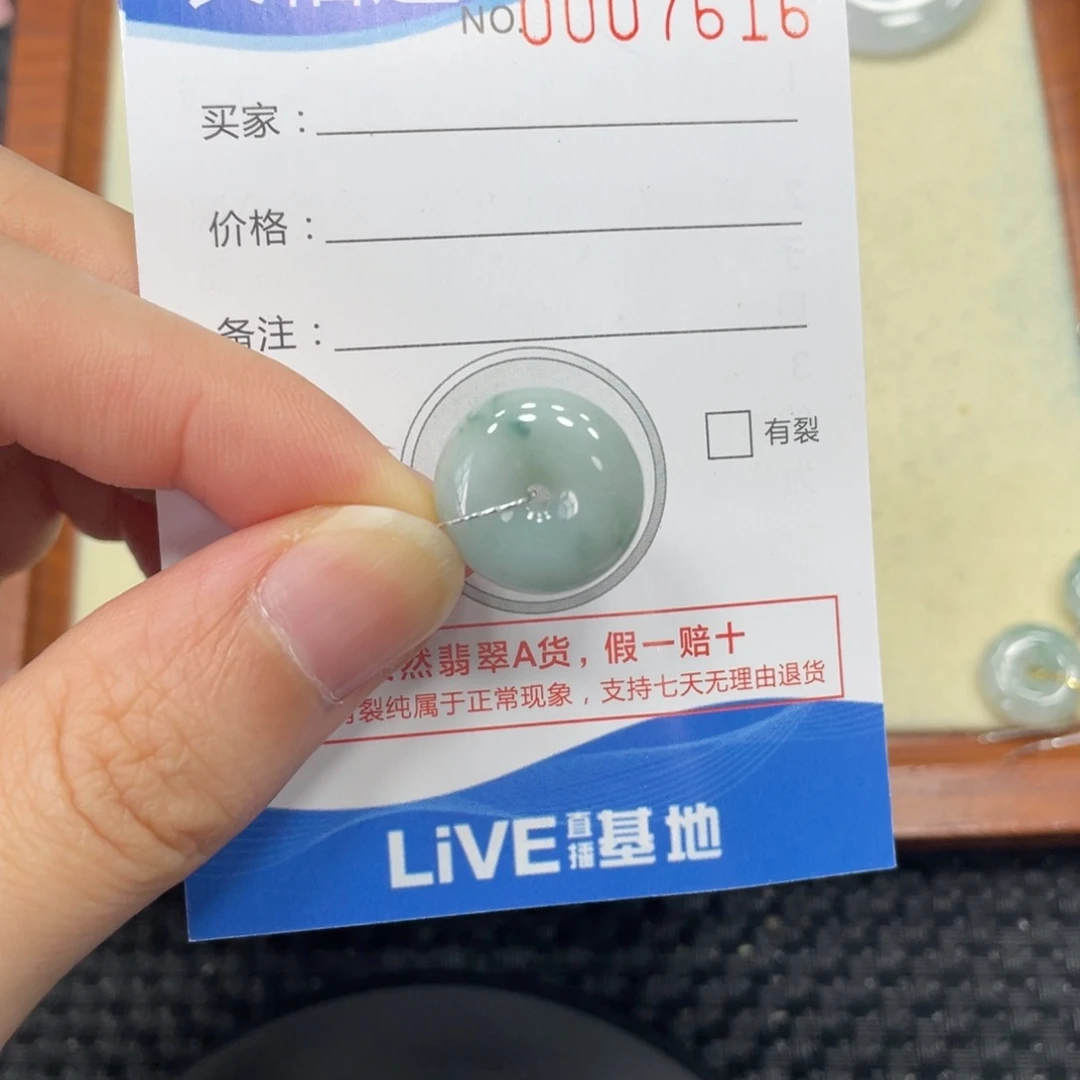 NO.0007616
买家：
价格：
备注：
有裂
然翡翠A货，假一赔十
有裂纯属于正常现象，支持七天无理由退货
LiVE直播基地